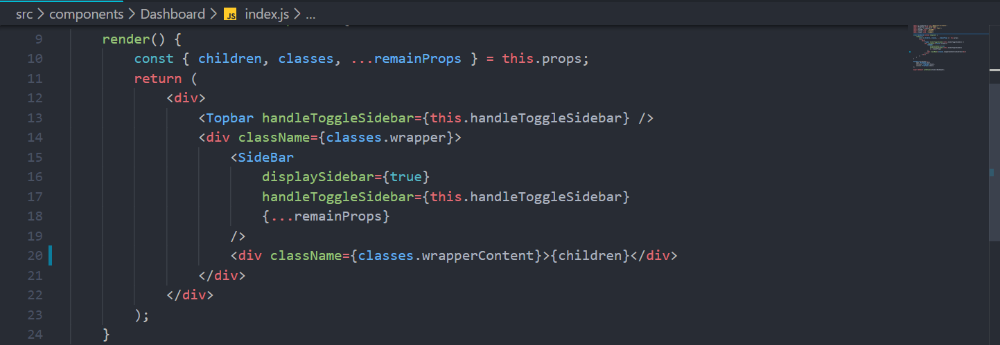 src > components > Dashboard > JS index.js > ...
9 render() {
10 const { children, classes, ...remainProps } = this.props;
11 return (
12 <div>
13 <Topbar handleToggleSidebar={this.handleToggleSidebar} />
14 <div className={classes.wrapper}>
15 <SideBar
16 displaySidebar={true}
17 handleToggleSidebar={this.handleToggleSidebar}
18 {...remainProps}
19 />
20 <div className={classes.wrapperContent}>{children}</div>
21 </div>
22 </div>
23 );
24 }